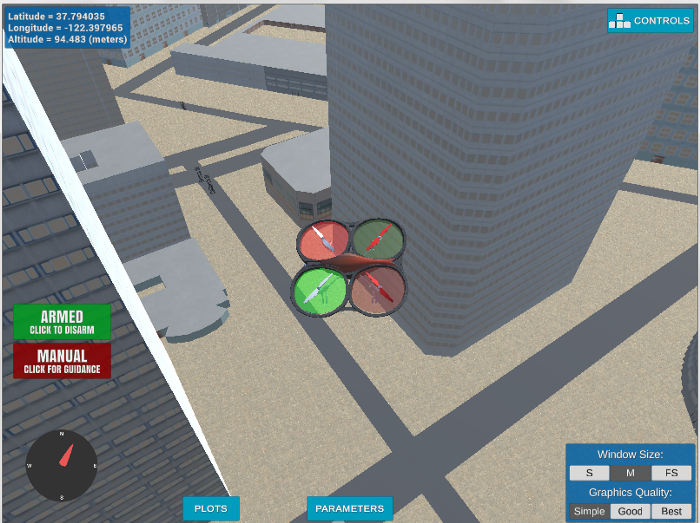 Latitude = 37.794035
Longitude = -122.397965
Altitude = 94.483 (meters)
CONTROLS
ARMED
CLICK TO DISARM
MANUAL
CLICK FOR GUIDANCE
N
W
E
S
PLOTS
PARAMETERS
Window Size:
S M FS
Graphics Quality:
Simple Good Best